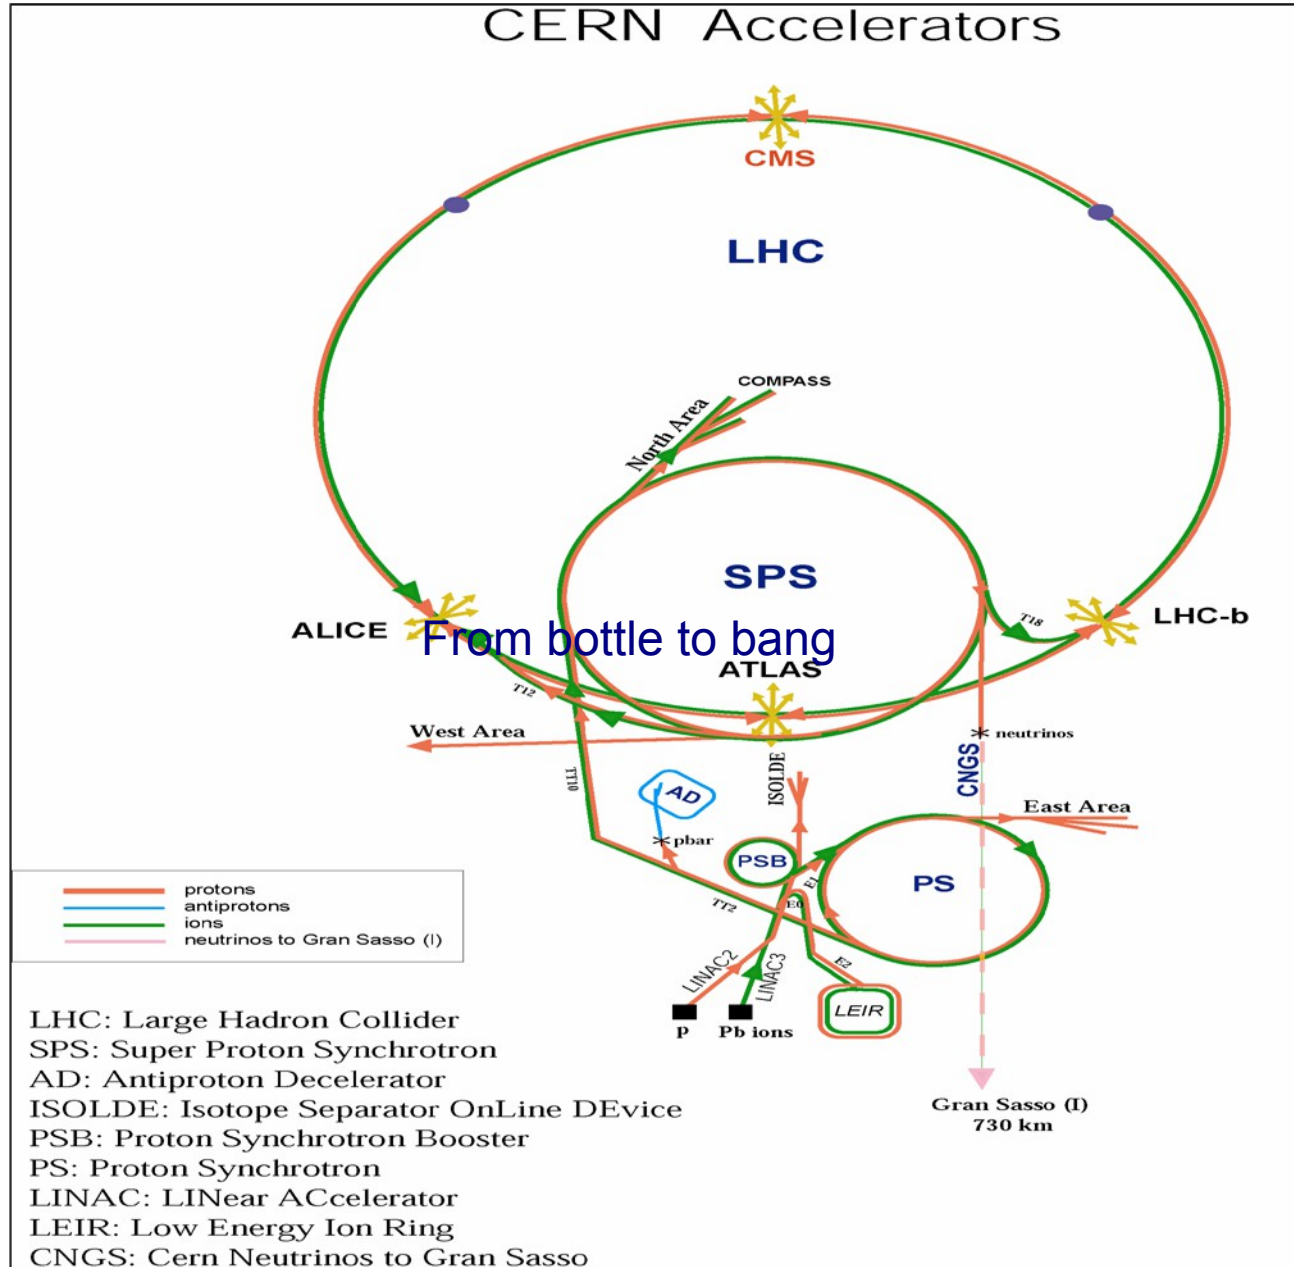 CERN Accelerators
CMS
LHC
COMPASS
North Area
SPS
ALICE
From bottle to bang
LHC-b
T18
ATLAS
T12
West Area
neutrinos
CNGS
TT10
ISOLDE
AD
East Area
pbar
PSB
E1
PS
protons
antiprotons
ions
neutrinos to Gran Sasso (I)
TT2
E0
LINAC2
LINAC3
E2
LEIR
p
Pb ions
Gran Sasso (I)
730 km
LHC: Large Hadron Collider
SPS: Super Proton Synchrotron
AD: Antiproton Decelerator
ISOLDE: Isotope Separator OnLine DEvice
PSB: Proton Synchrotron Booster
PS: Proton Synchrotron
LINAC: LINear ACcelerator
LEIR: Low Energy Ion Ring
CNGS: Cern Neutrinos to Gran Sasso